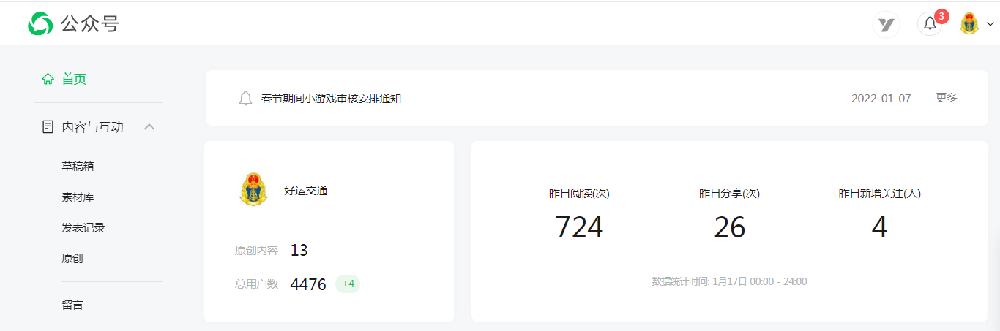 公众号
3
首页
春节期间小游戏审核安排通知 2022-01-07 更多
内容与互动
草稿箱
素材库
发表记录
原创
留言
好运交通
原创内容 13
总用户数 4476 +4
昨日阅读(次) 昨日分享(次) 昨日新增关注(人)
724 26 4
数据统计时间: 1月17日 00:00 - 24:00